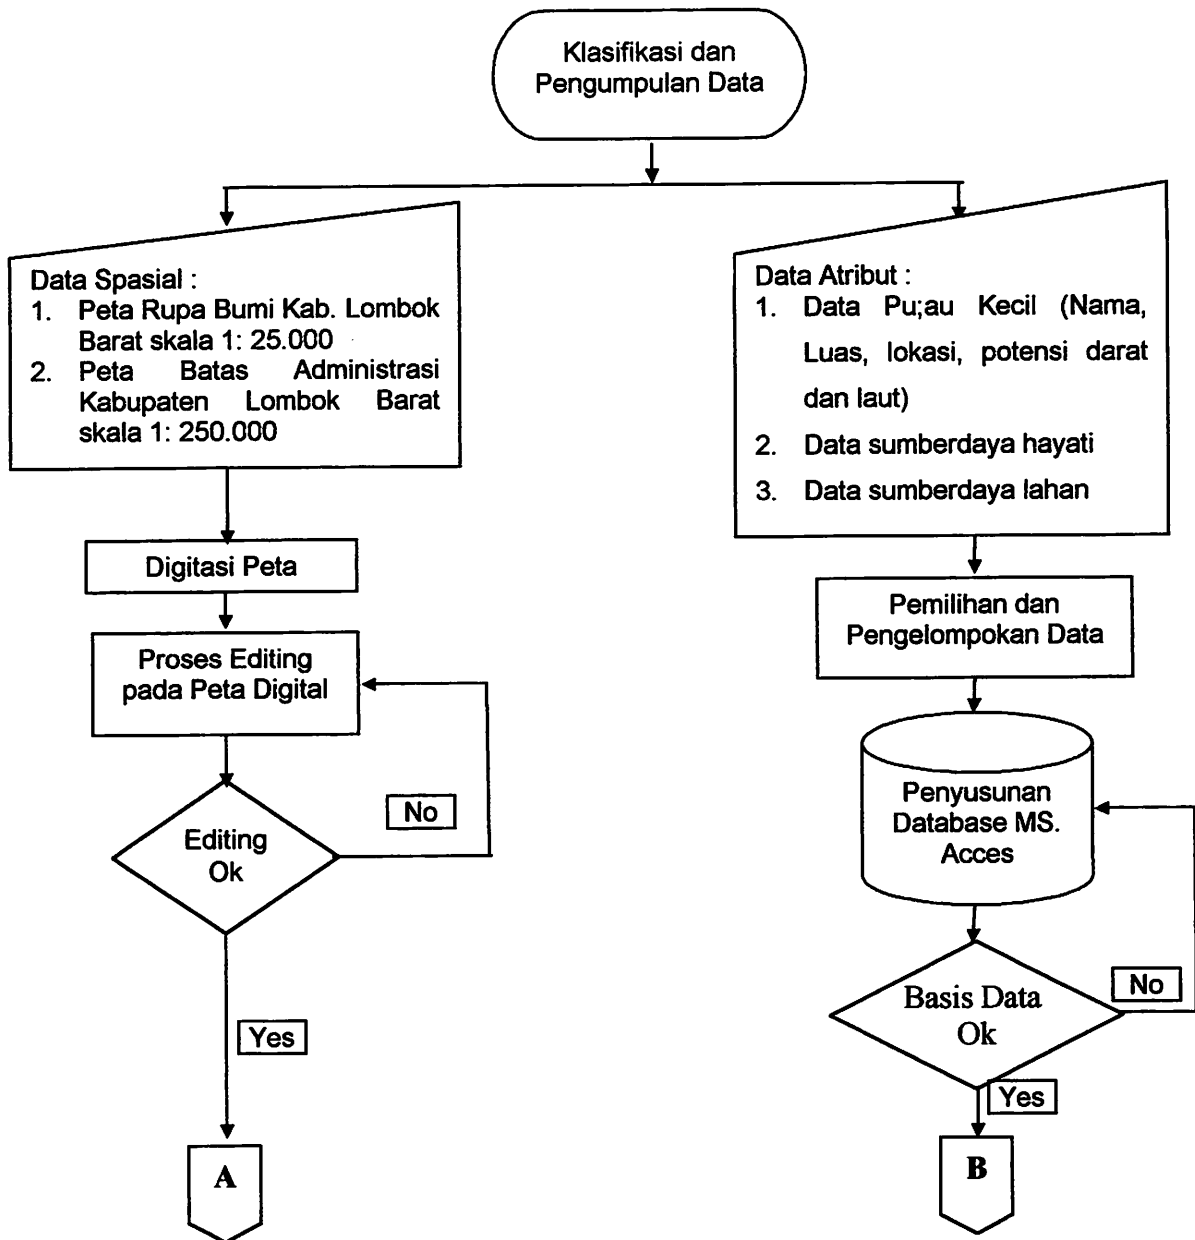 Klasifikasi dan
Pengumpulan Data
Data Spasial :
1. Peta Rupa Bumi Kab. Lombok
Barat skala 1: 25.000
2. Peta Batas Administrasi
Kabupaten Lombok Barat
skala 1: 250.000
Digitasi Peta
Proses Editing
pada Peta Digital
No
Editing
Ok
Yes
A
Data Atribut :
1. Data Pu;au Kecil (Nama,
Luas, lokasi, potensi darat
dan laut)
2. Data sumberdaya hayati
3. Data sumberdaya lahan
Pemilihan dan
Pengelompokan Data
Penyusunan
Database MS.
Acces
No
Basis Data
Ok
Yes
B